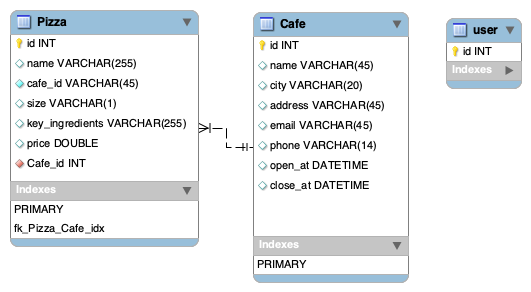 Pizza
id INT
name VARCHAR(255)
cafe_id VARCHAR(45)
size VARCHAR(1)
key_ingredients VARCHAR(255)
price DOUBLE
Cafe_id INT
Indexes
PRIMARY
fk_Pizza_Cafe_idx
Cafe
id INT
name VARCHAR(45)
city VARCHAR(20)
address VARCHAR(45)
email VARCHAR(45)
phone VARCHAR(14)
open_at DATETIME
close_at DATETIME
Indexes
PRIMARY
user
id INT
Indexes